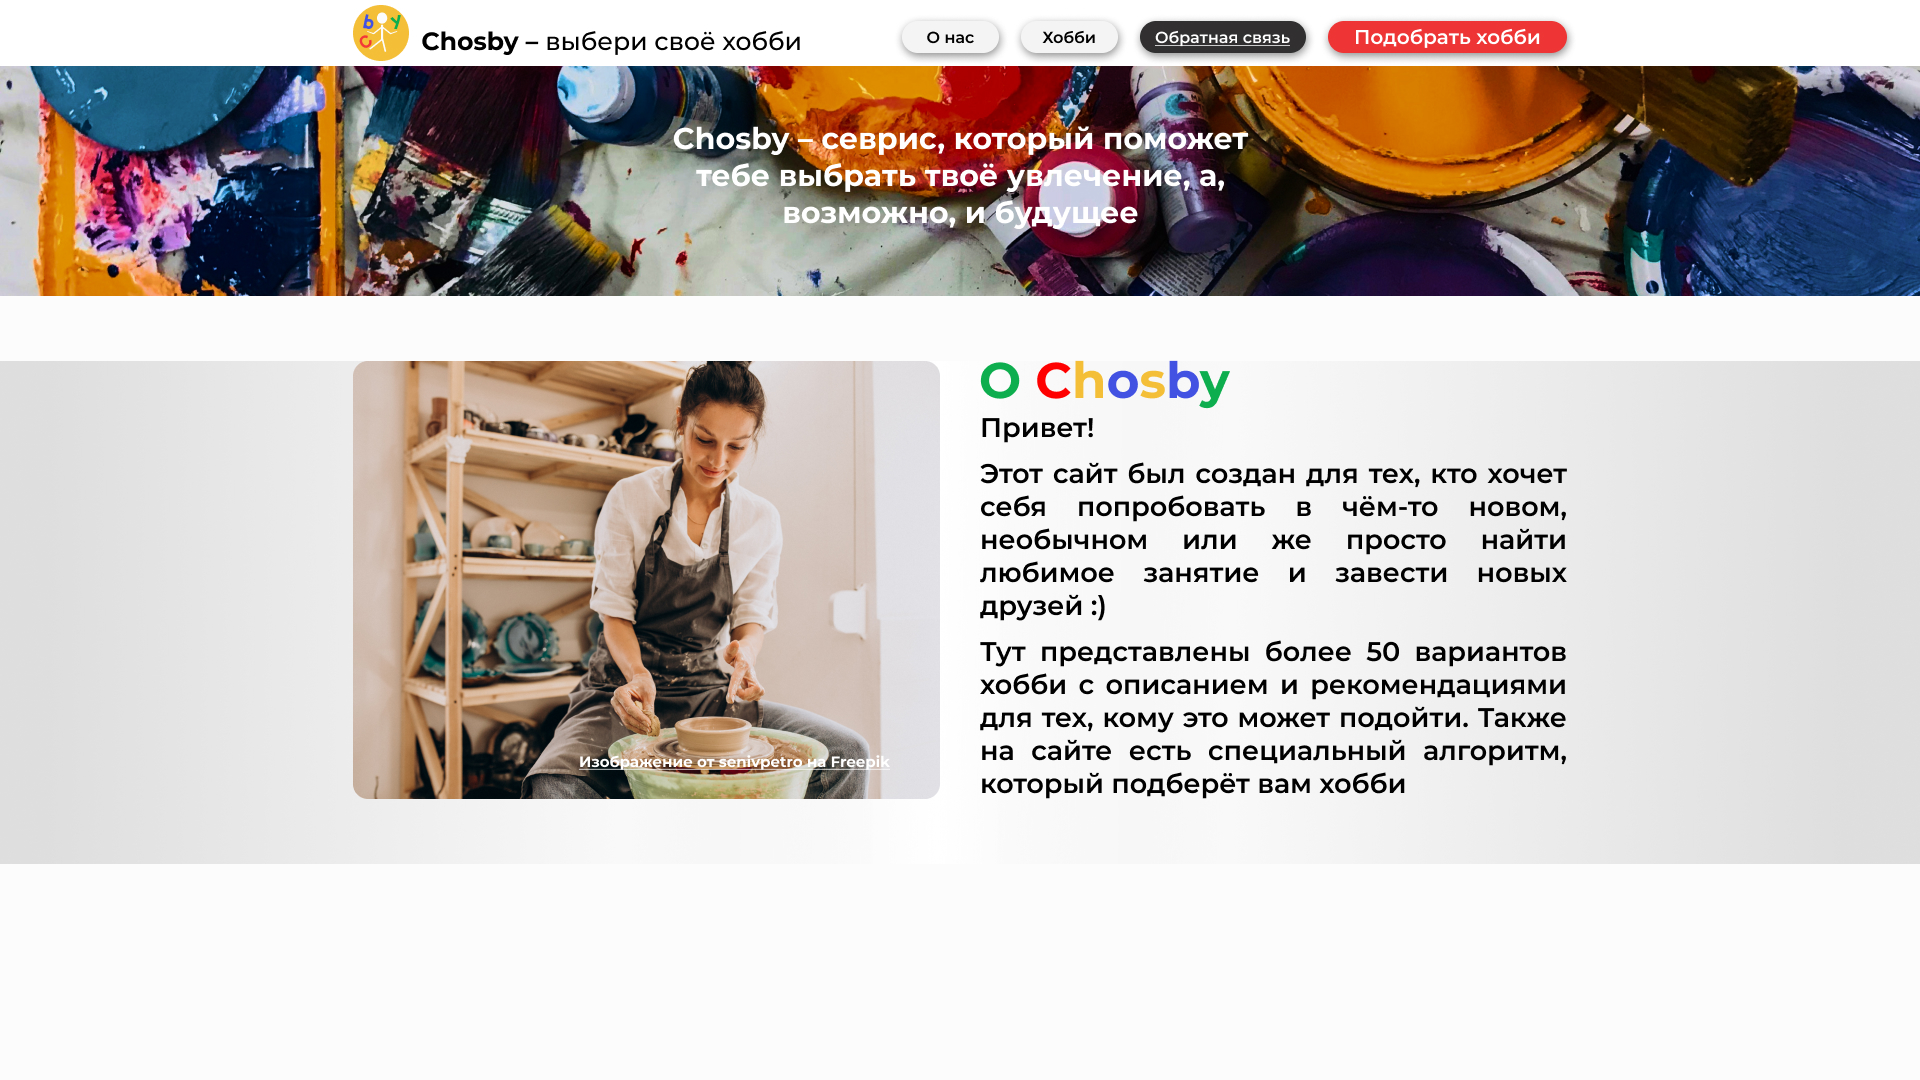 b y
C
Chosby – выбери своё хобби
О нас
Хобби
Обратная связь
Подобрать хобби
Chosby – севрис, который поможет
тебе выбрать твоё увлечение, а,
возможно, и будущее
О Chosby
Привет!
Этот сайт был создан для тех, кто хочет
себя попробовать в чём-то новом,
необычном или же просто найти
любимое занятие и завести новых
друзей :)
Тут представлены более 50 вариантов
хобби с описанием и рекомендациями
для тех, кому это может подойти. Также
на сайте есть специальный алгоритм,
который подберёт вам хобби
Изображение от senivpetro на Freepik